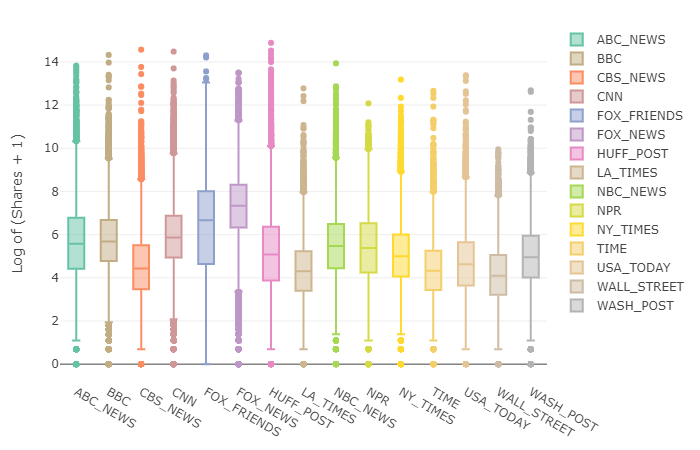 Log of (Shares + 1)
14
12
10
8
6
4
2
0
ABC_NEWS
BBC
CBS_NEWS
CNN
FOX_FRIENDS
FOX_NEWS
HUFF_POST
LA_TIMES
NBC_NEWS
NPR
NY_TIMES
TIME
USA_TODAY
WALL_STREET
WASH_POST
ABC_NEWS
BBC
CBS_NEWS
CNN
FOX_FRIENDS
FOX_NEWS
HUFF_POST
LA_TIMES
NBC_NEWS
NPR
NY_TIMES
TIME
USA_TODAY
WALL_STREET
WASH_POST